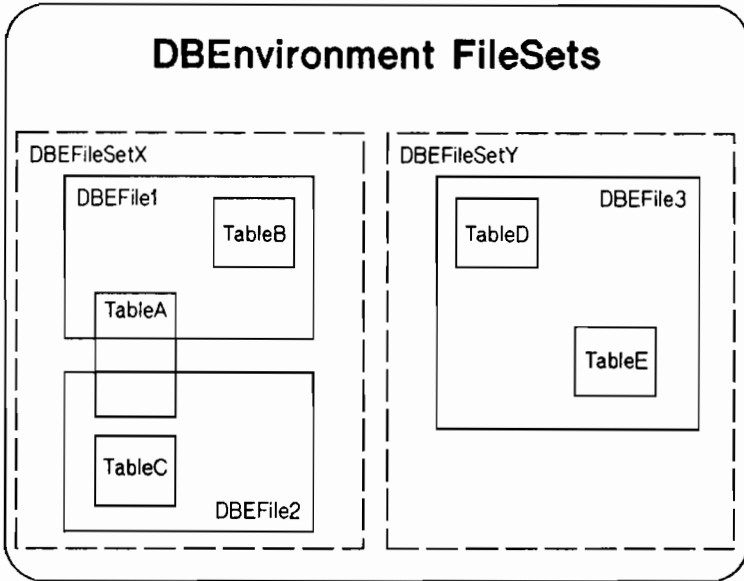 DBEnvironment FileSets
DBEFileSetX
DBEFile1
TableB
TableA
TableC
DBEFile2
DBEFileSetY
DBEFile3
TableD
TableE